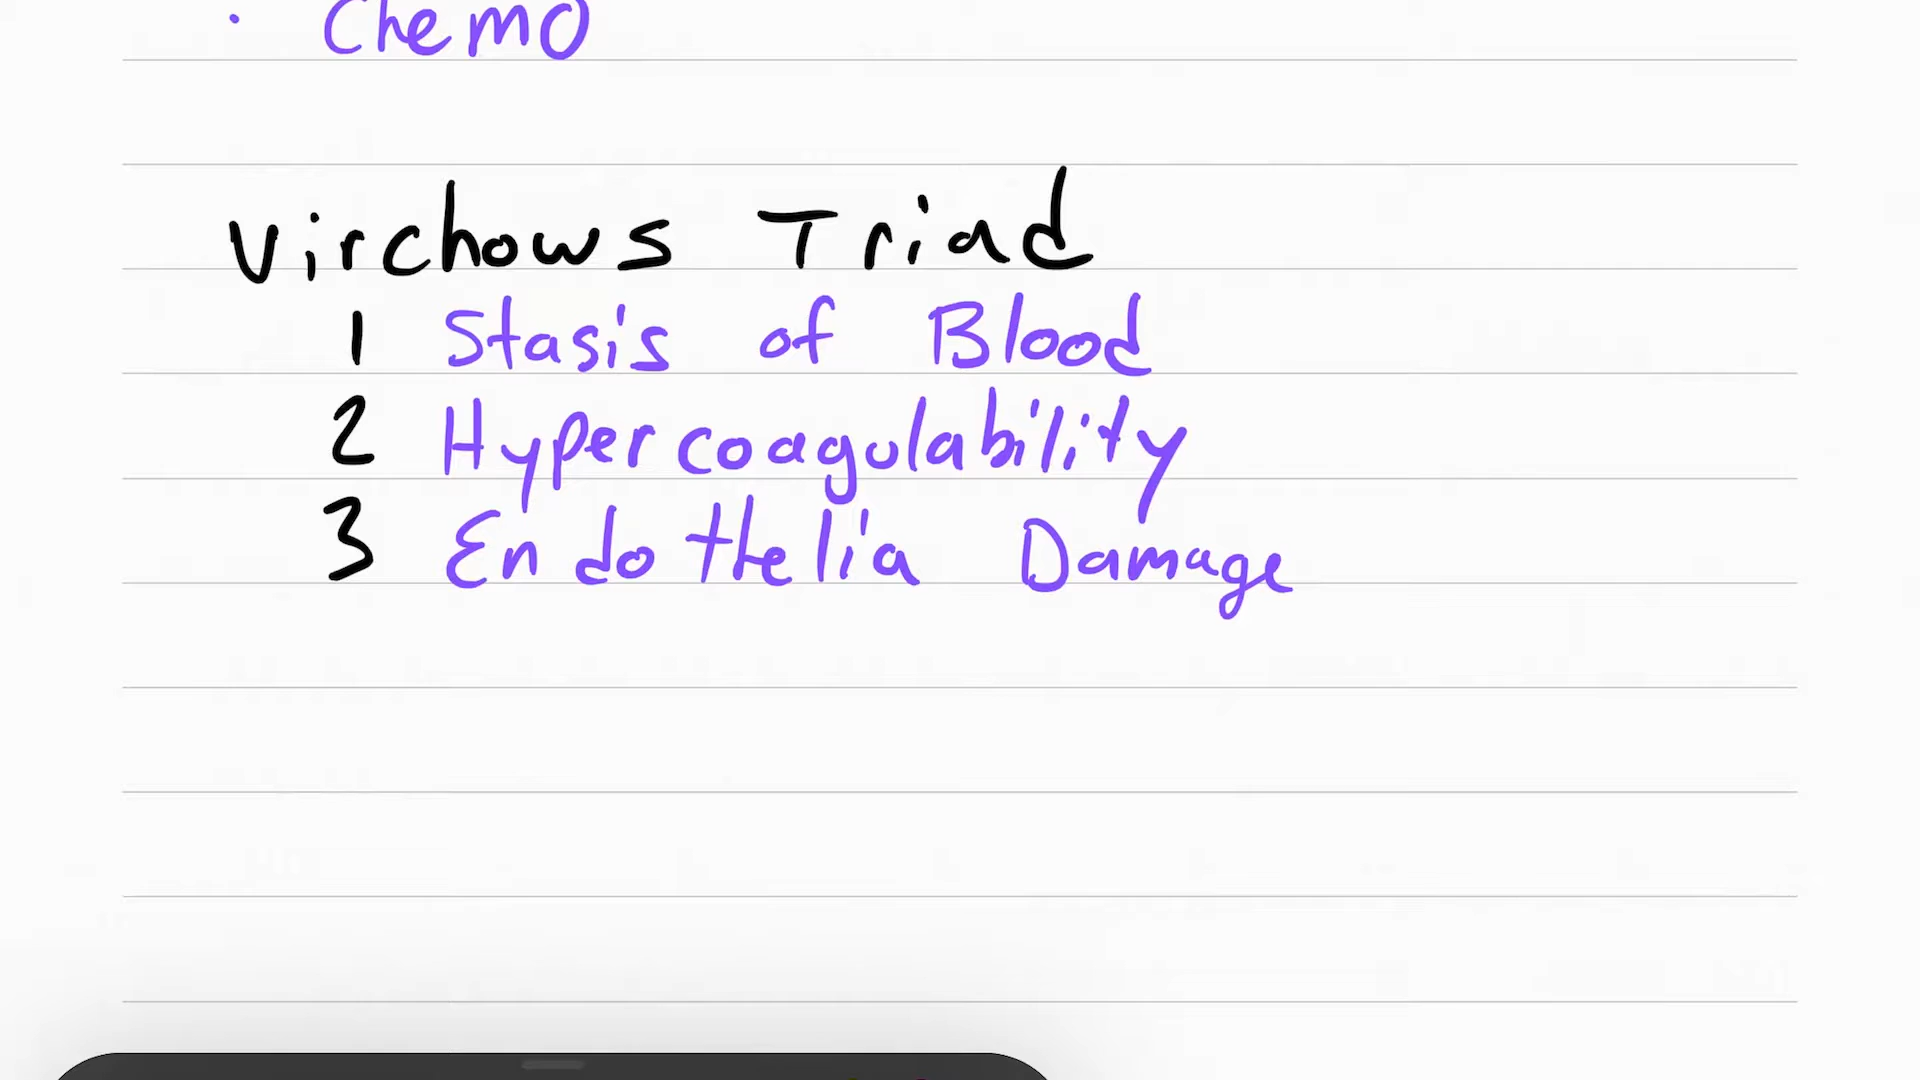 · Chemo
Virchows Triad
1 Stasis of Blood
2 Hypercoagulability
3 Endothelia Damage